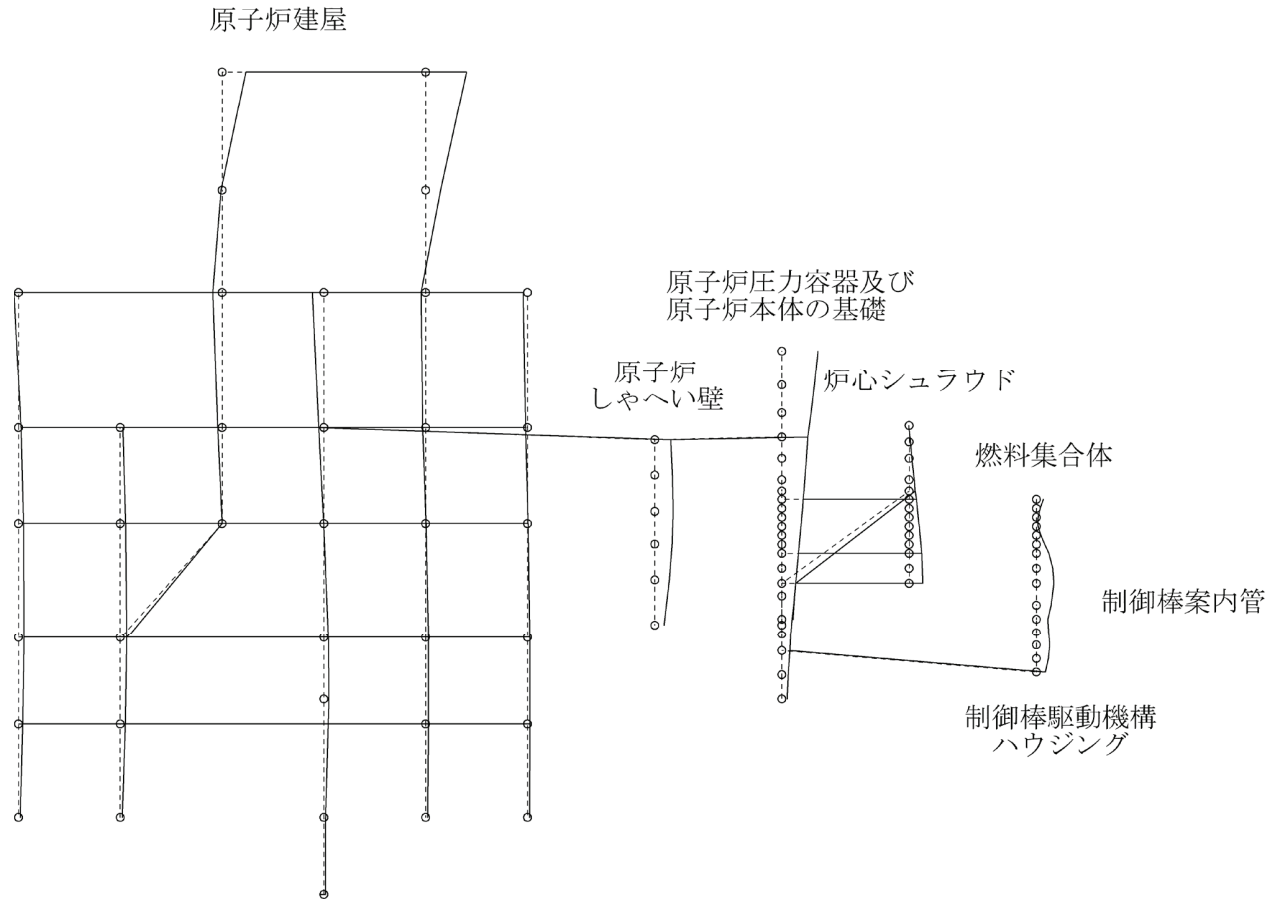 原子炉建屋
原子炉圧力容器及び
原子炉本体の基礎
原子炉
しゃへい壁
炉心シュラウド
燃料集合体
制御棒案内管
制御棒駆動機構
ハウジング